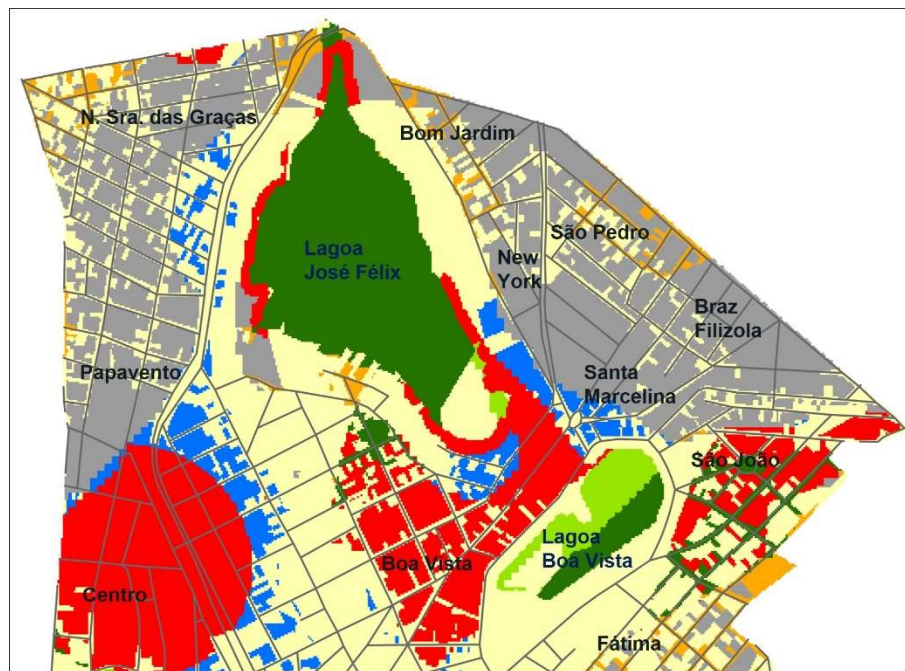 N. Sra. das Graças
Bom Jardim
São Pedro
Lagoa
José Félix
New
York
Braz
Filizola
Papavento
Santa
Marcelina
São João
Lagoa
Boa Vista
Boa Vista
Centro
Fátima